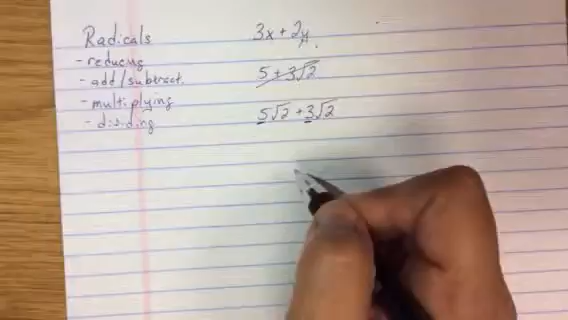 Radicals
- reducing
- add/subtract.
- multiplying
- dividing
3x + 2y
5 + 3√2
5√2 + 3√2